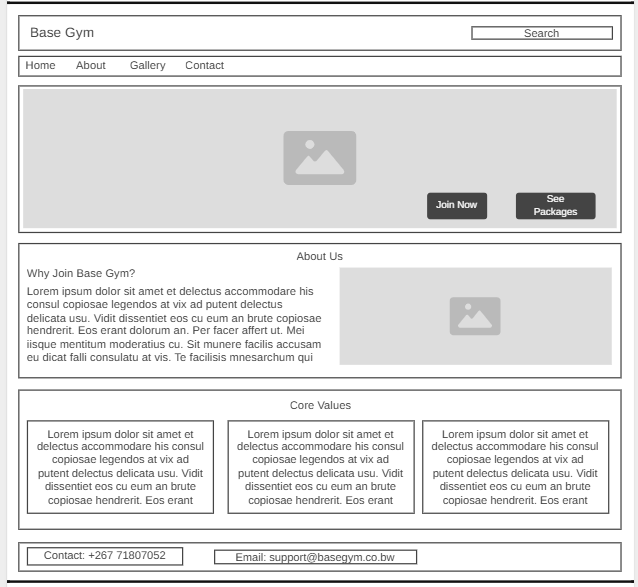 Base Gym
Search
Home About Gallery Contact
Join Now
See
Packages
About Us
Why Join Base Gym?
Lorem ipsum dolor sit amet et delectus accommodare his
consul copiosae legendos at vix ad putent delectus
delicata usu. Vidit dissentiet eos cu eum an brute copiosae
hendrerit. Eos erant dolorum an. Per facer affert ut. Mei
iisque mentitum moderatius cu. Sit munere facilis accusam
eu dicat falli consulatu at vis. Te facilisis mnesarchum qui
Core Values
Lorem ipsum dolor sit amet et
delectus accommodare his consul
copiosae legendos at vix ad
putent delectus delicata usu. Vidit
dissentiet eos cu eum an brute
copiosae hendrerit. Eos erant
Lorem ipsum dolor sit amet et
delectus accommodare his consul
copiosae legendos at vix ad
putent delectus delicata usu. Vidit
dissentiet eos cu eum an brute
copiosae hendrerit. Eos erant
Lorem ipsum dolor sit amet et
delectus accommodare his consul
copiosae legendos at vix ad
putent delectus delicata usu. Vidit
dissentiet eos cu eum an brute
copiosae hendrerit. Eos erant
Contact: +267 71807052
Email: support@basegym.co.bw